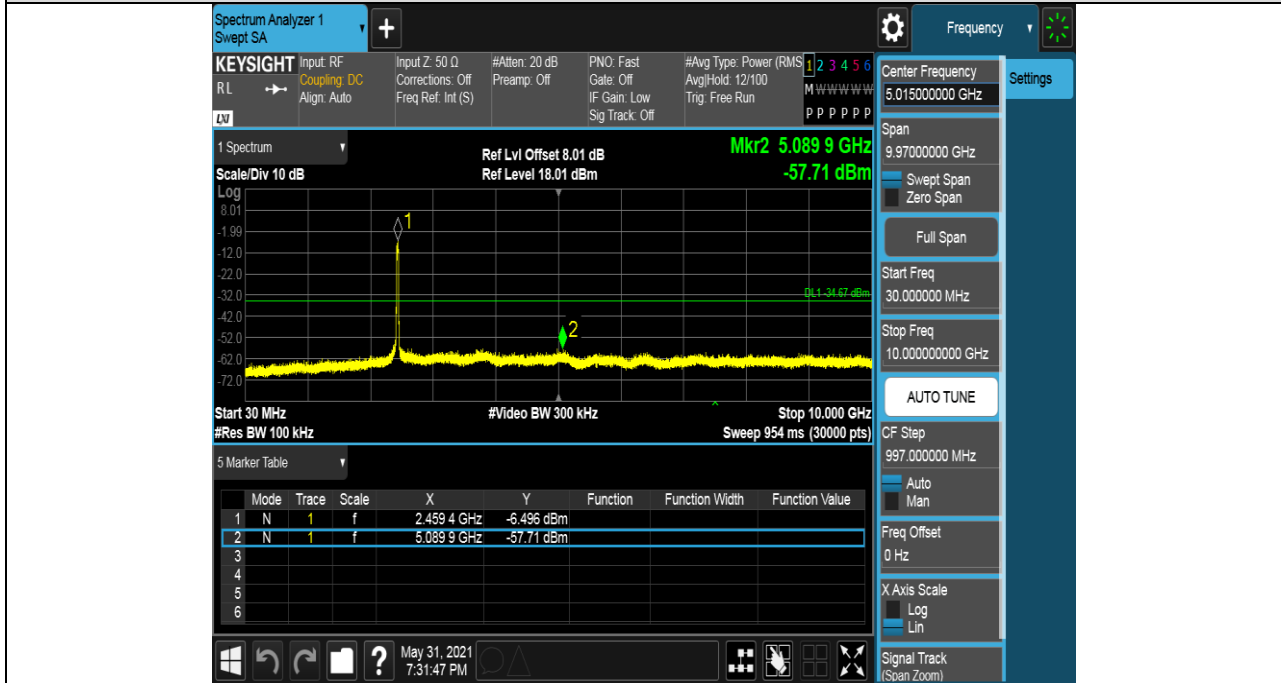 Spectrum Analyzer 1
Swept SA
Frequency
KEYSIGHT
RL
LXI
Input: RF
Coupling: DC
Align: Auto
Input Z: 50 Ω
Corrections: Off
Freq Ref: Int (S)
#Atten: 20 dB
Preamp: Off
PNO: Fast
Gate: Off
IF Gain: Low
Sig Track: Off
#Avg Type: Power (RMS
Avg|Hold: 12/100
Trig: Free Run
1 2 3 4 5 6
M W W W W W
P P P P P P
Center Frequency
5.015000000 GHz
Settings
1 Spectrum
Ref Lvl Offset 8.01 dB
Mkr2 5.089 9 GHz
Scale/Div 10 dB
Ref Level 18.01 dBm
-57.71 dBm
Log
8.01
-1.99
-12.0
-22.0
-32.0
-42.0
-52.0
-62.0
-72.0
1
2
DL1 -34.67 dBm
Start 30 MHz
#Video BW 300 kHz
Stop 10.000 GHz
#Res BW 100 kHz
Sweep 954 ms (30000 pts)
Span
9.97000000 GHz
Swept Span
Zero Span
Full Span
Start Freq
30.000000 MHz
Stop Freq
10.000000000 GHz
AUTO TUNE
CF Step
997.000000 MHz
Auto
Man
Freq Offset
0 Hz
X Axis Scale
Log
Lin
Signal Track
(Span Zoom)
5 Marker Table
Mode Trace Scale X Y Function Function Width Function Value
1 N 1 f 2.459 4 GHz -6.496 dBm
2 N 1 f 5.089 9 GHz -57.71 dBm
3
4
5
6
?
May 31, 2021
7:31:47 PM